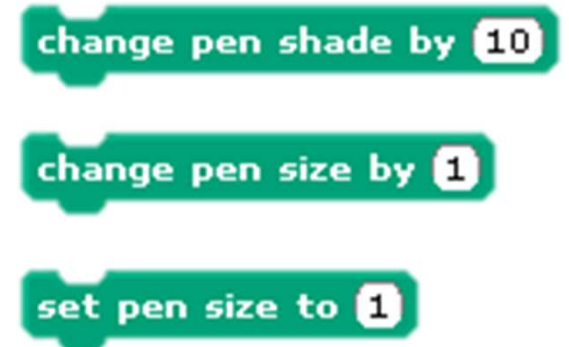 change pen shade by 10
change pen size by 1
set pen size to 1